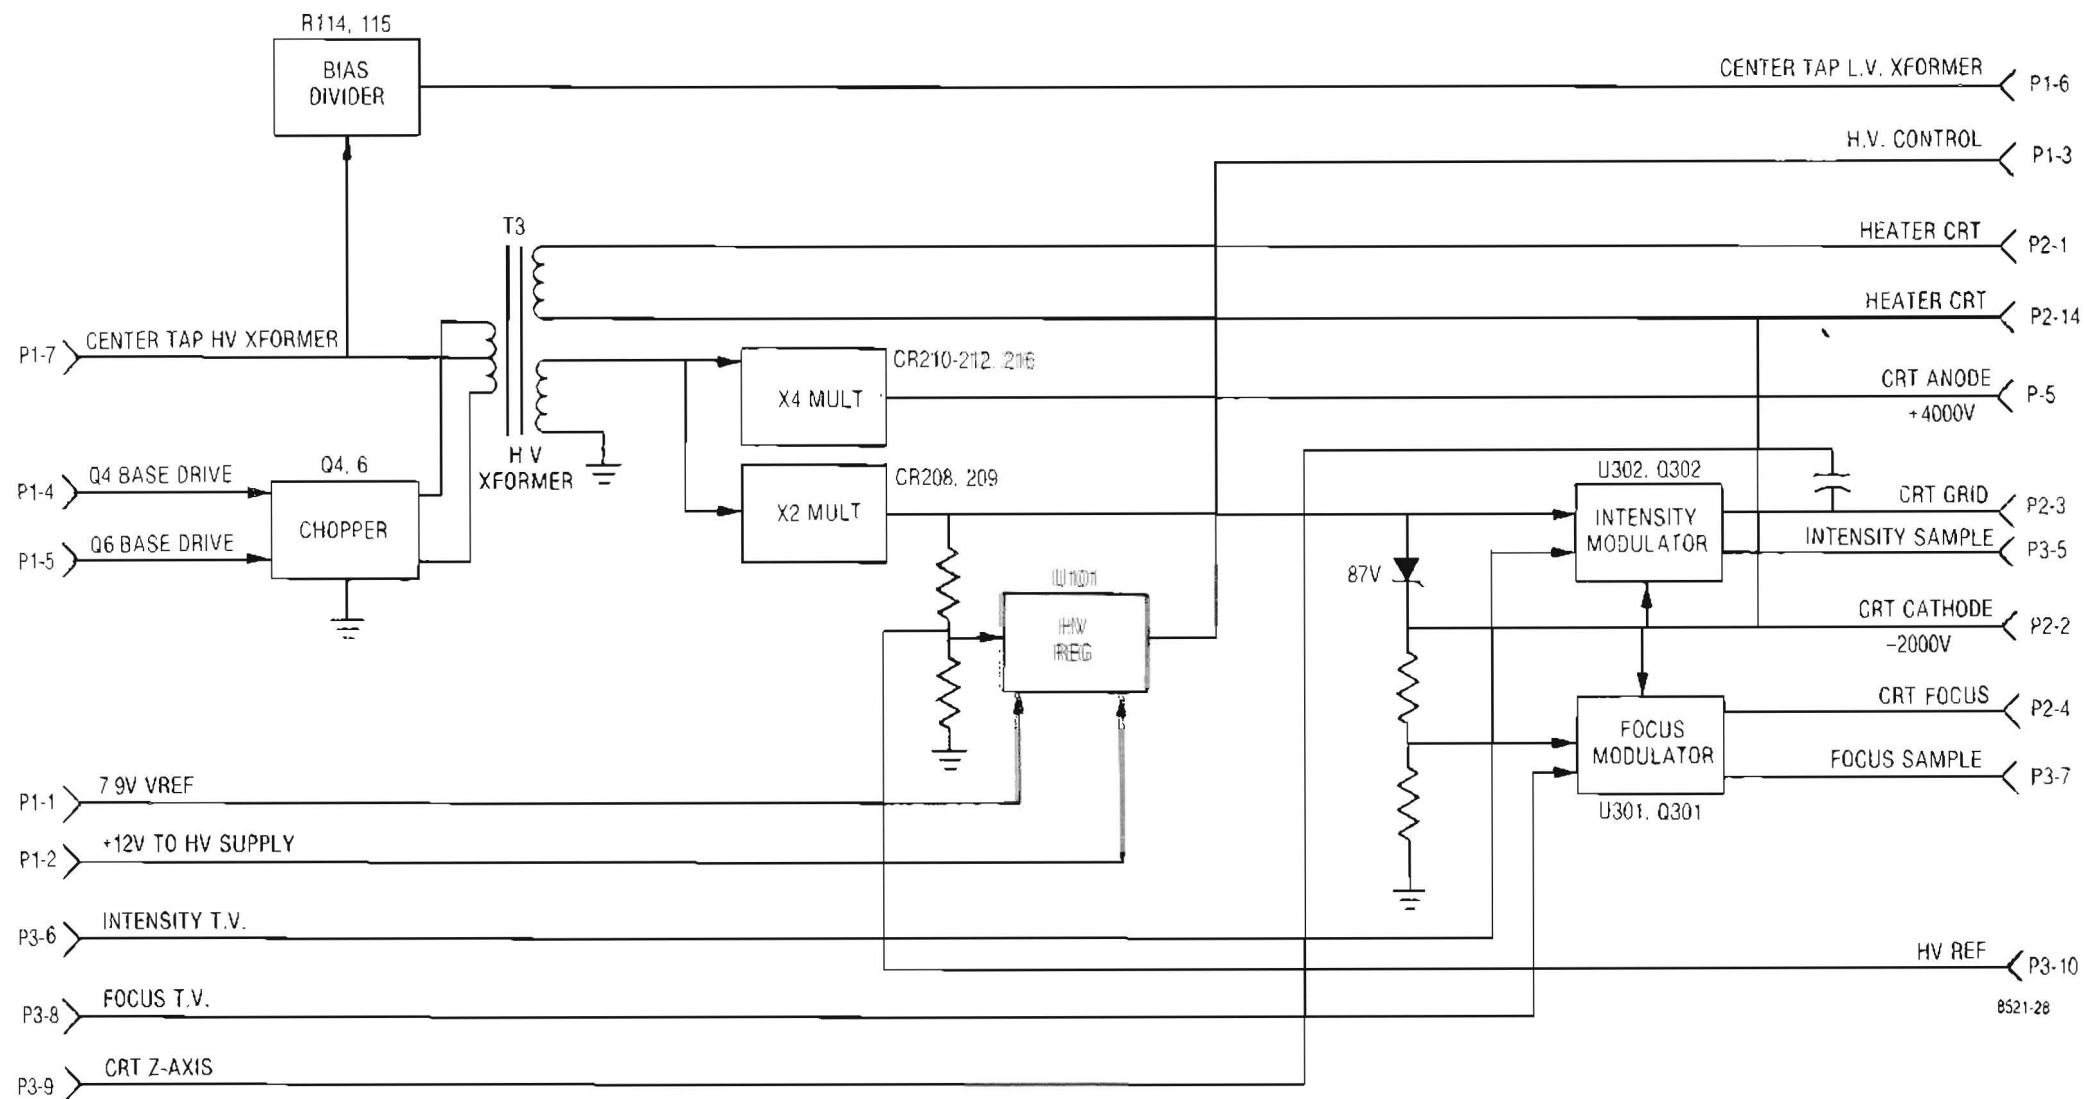 R114, 115
BIAS
DIVIDER
CENTER TAP L.V. XFORMER
P1-6
H.V. CONTROL
P1-3
T3
HEATER CRT
P2-1
HEATER CRT
P2-14
P1-7
CENTER TAP HV XFORMER
CR210-212, 216
X4 MULT
CRT ANODE
P-5
+4000V
H V
XFORMER
P1-4
Q4 BASE DRIVE
Q4, 6
CHOPPER
P1-5
Q6 BASE DRIVE
CR208, 209
X2 MULT
U302, Q302
INTENSITY
MODULATOR
CRT GRID
P2-3
INTENSITY SAMPLE
P3-5
87V
U101
HV
REG
CRT CATHODE
P2-2
-2000V
CRT FOCUS
P2-4
FOCUS
MODULATOR
FOCUS SAMPLE
P3-7
U301, Q301
P1-1
7 9V VREF
P1-2
+12V TO HV SUPPLY
P3-6
INTENSITY T.V.
HV REF
P3-10
P3-8
FOCUS T.V.
8521-28
P3-9
CRT Z-AXIS